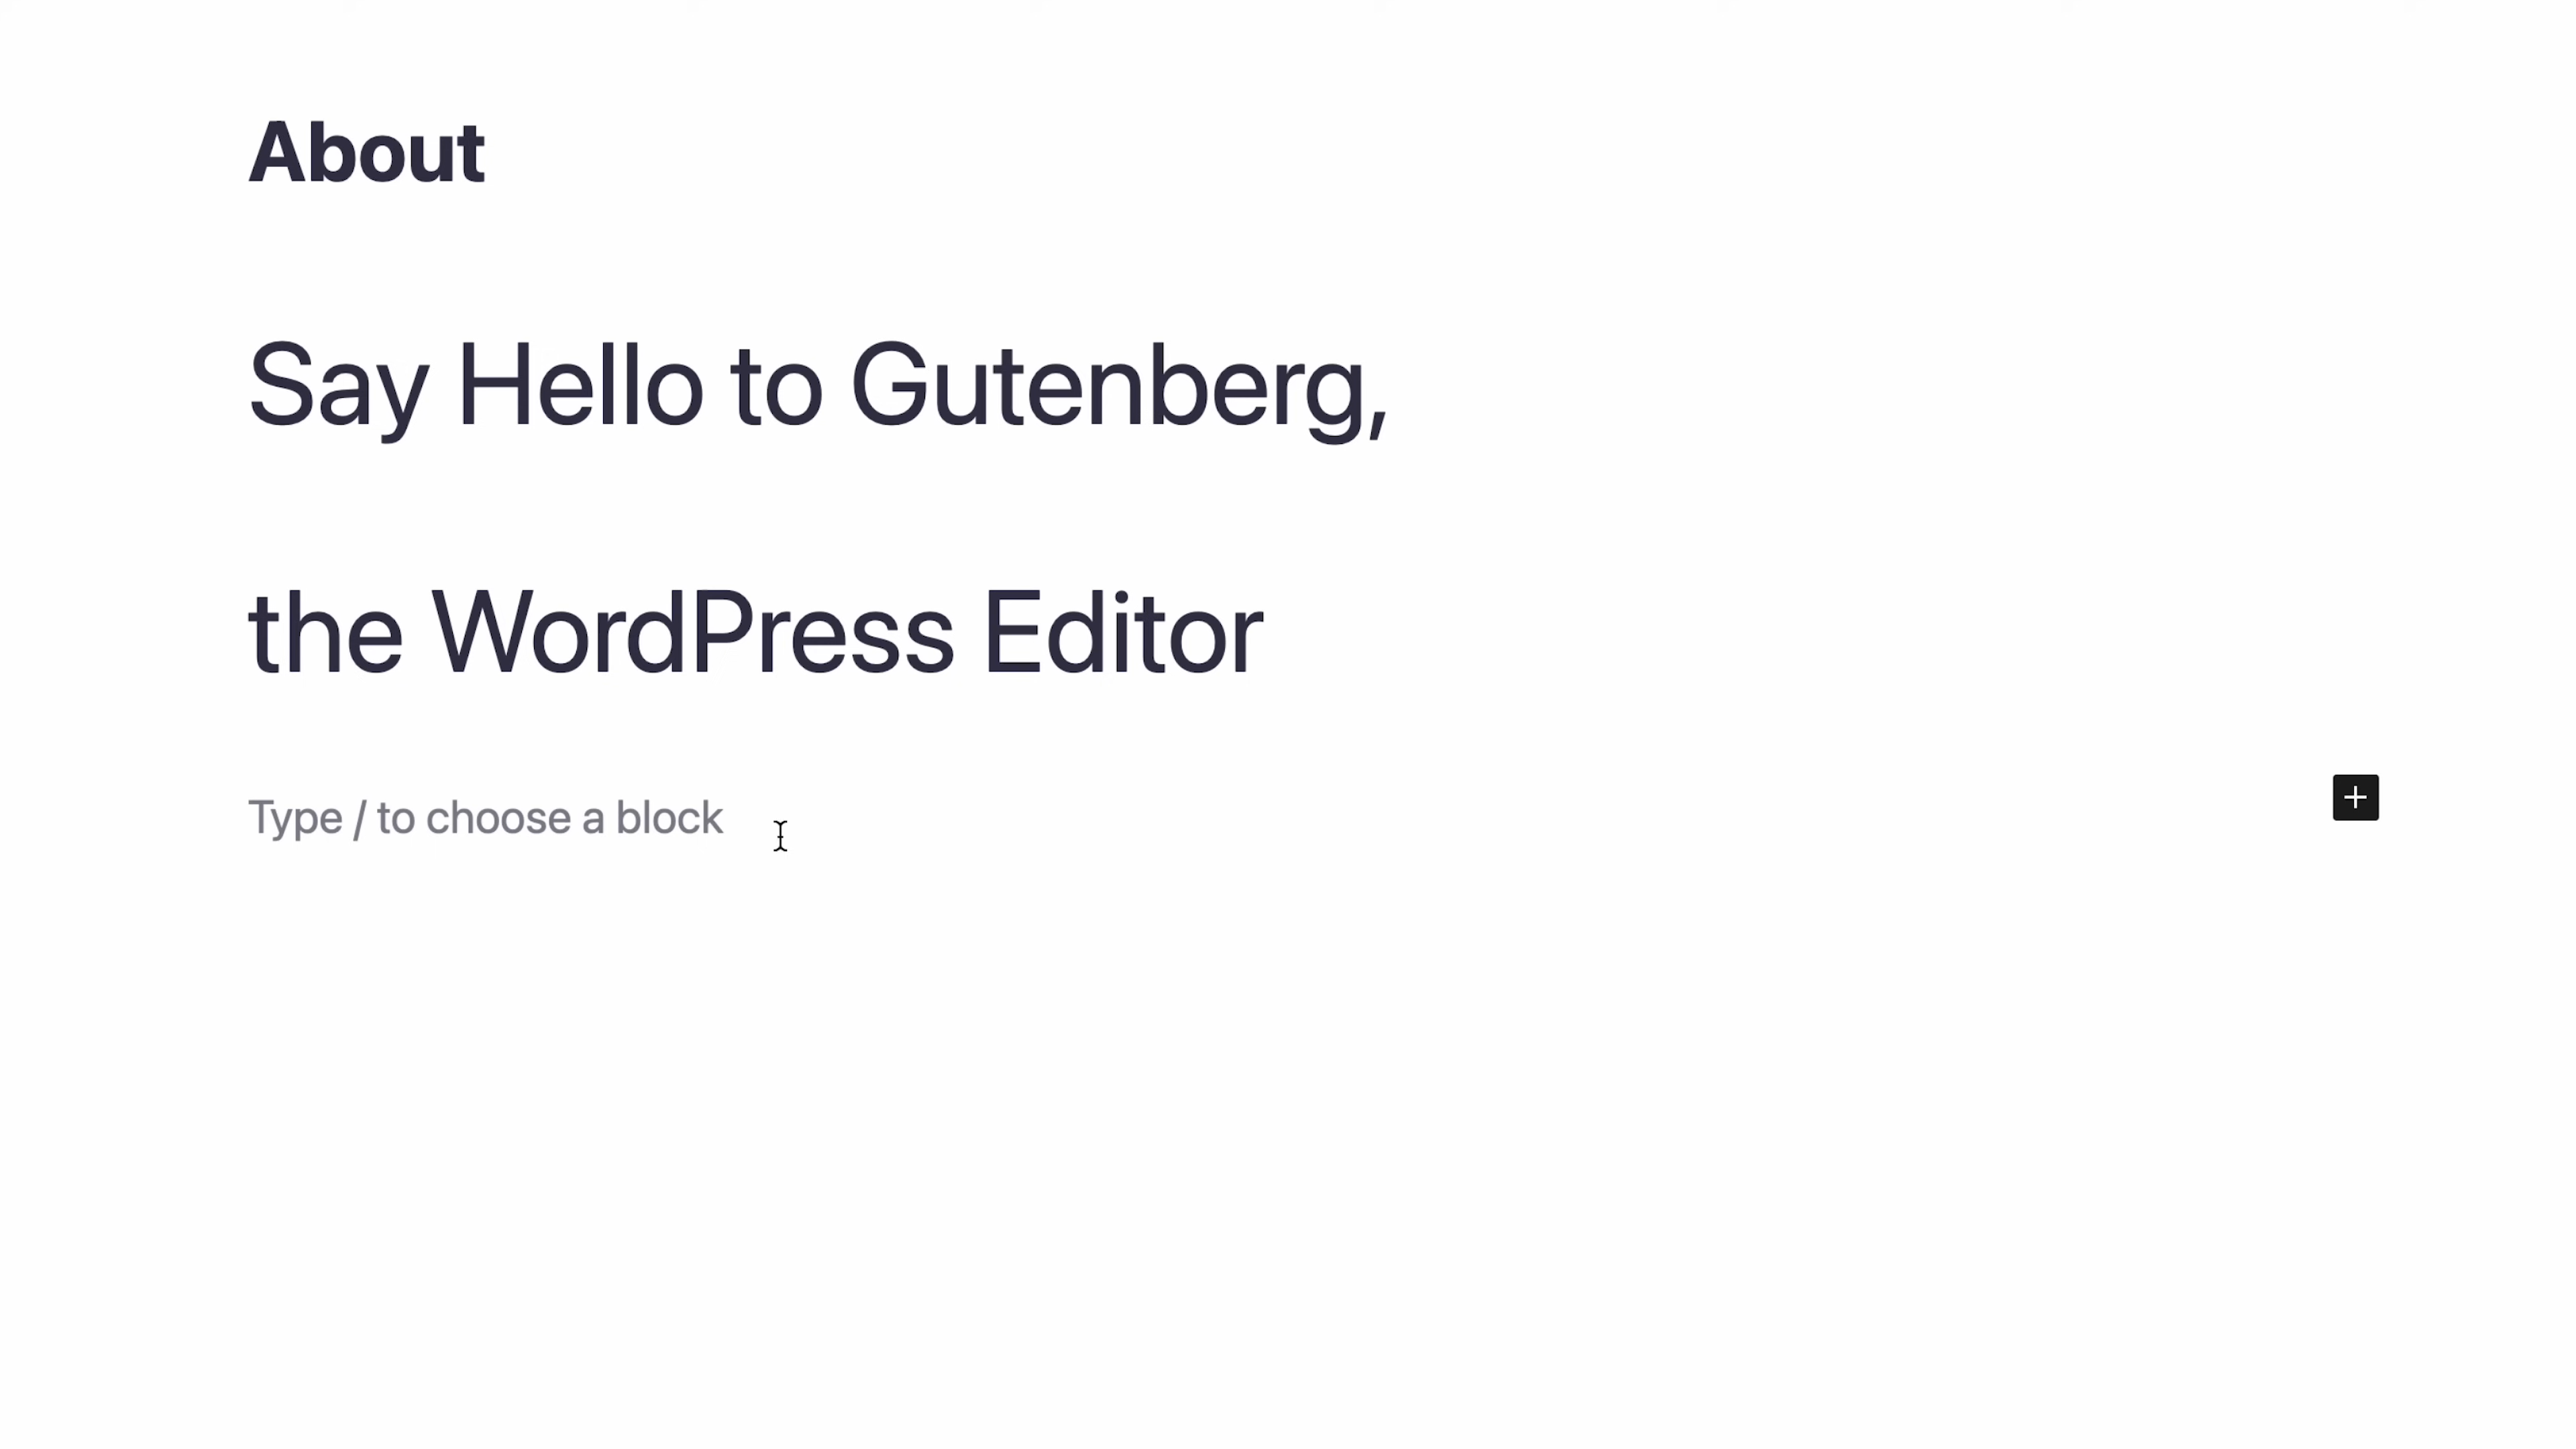 About
Say Hello to Gutenberg,
the WordPress Editor
Type / to choose a block